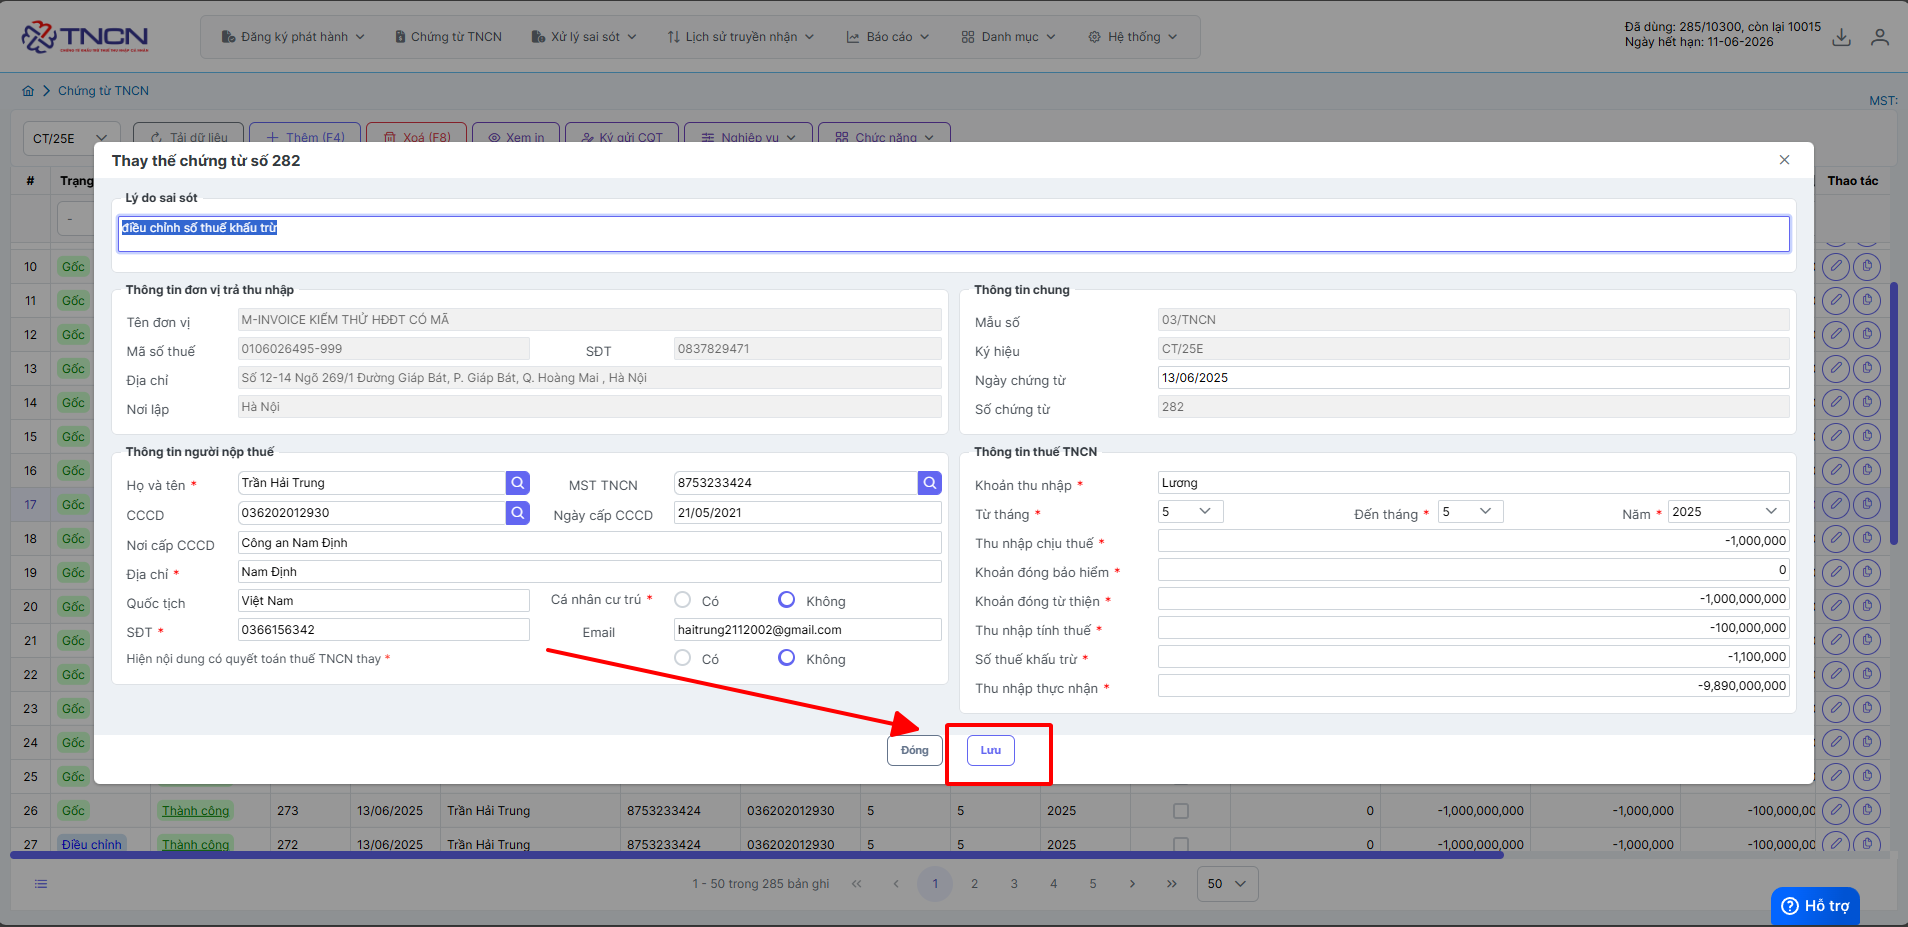 TNCN
Đăng ký phát hành
Chứng từ TNCN
Xử lý sai sót
Lịch sử truyền nhận
Báo cáo
Danh mục
Hệ thống
Đã dùng: 285/10300, còn lại 10015
Ngày hết hạn: 11-06-2026
Chứng từ TNCN
MST:
CT/25E
Tải dữ liệu
Thêm (F4)
Xoá (F8)
Xem in
Ký gửi CQT
Nghiệp vụ
Chức năng
Thay thế chứng từ số 282
# Trạng
Thao tác
-
Lý do sai sót
điều chỉnh số thuế khấu trừ
Thông tin đơn vị trả thu nhập
Tên đơn vị M-INVOICE KIỂM THỬ HĐĐT CÓ MÃ
Mã số thuế 0106026495-999 SĐT 0837829471
Địa chỉ Số 12-14 Ngõ 269/1 Đường Giáp Bát, P. Giáp Bát, Q. Hoàng Mai , Hà Nội
Nơi lập Hà Nội
Thông tin chung
Mẫu số 03/TNCN
Ký hiệu CT/25E
Ngày chứng từ 13/06/2025
Số chứng từ 282
Thông tin người nộp thuế
Họ và tên * Trần Hải Trung MST TNCN 8753233424
CCCD 036202012930 Ngày cấp CCCD 21/05/2021
Nơi cấp CCCD Công an Nam Định
Địa chỉ * Nam Định
Quốc tịch Việt Nam Cá nhân cư trú * Có Không
SĐT * 0366156342 Email haitrung2112002@gmail.com
Hiện nội dung có quyết toán thuế TNCN thay * Có Không
Thông tin thuế TNCN
Khoản thu nhập * Lương
Từ tháng * 5 Đến tháng * 5 Năm * 2025
Thu nhập chịu thuế * -1,000,000
Khoản đóng bảo hiểm * 0
Khoản đóng từ thiện * -1,000,000,000
Thu nhập tính thuế * -100,000,000
Số thuế khấu trừ * -1,100,000
Thu nhập thực nhận * -9,890,000,000
Đóng
Lưu
10 Gốc
11 Gốc
12 Gốc
13 Gốc
14 Gốc
15 Gốc
16 Gốc
17 Gốc
18 Gốc
19 Gốc
20 Gốc
21 Gốc
22 Gốc
23 Gốc
24 Gốc
25 Gốc
26 Gốc Thành công 273 13/06/2025 Trần Hải Trung 8753233424 036202012930 5 5 2025 0 -1,000,000,000 -1,000,000 -100,000,00
27 Điều chỉnh Thành công 272 13/06/2025 Trần Hải Trung 8753233424 036202012930 5 5 2025 0 -1,000,000,000 -1,000,000 -100,000,00
1 - 50 trong 285 bản ghi « ‹ 1 2 3 4 5 › » 50
Hỗ trợ